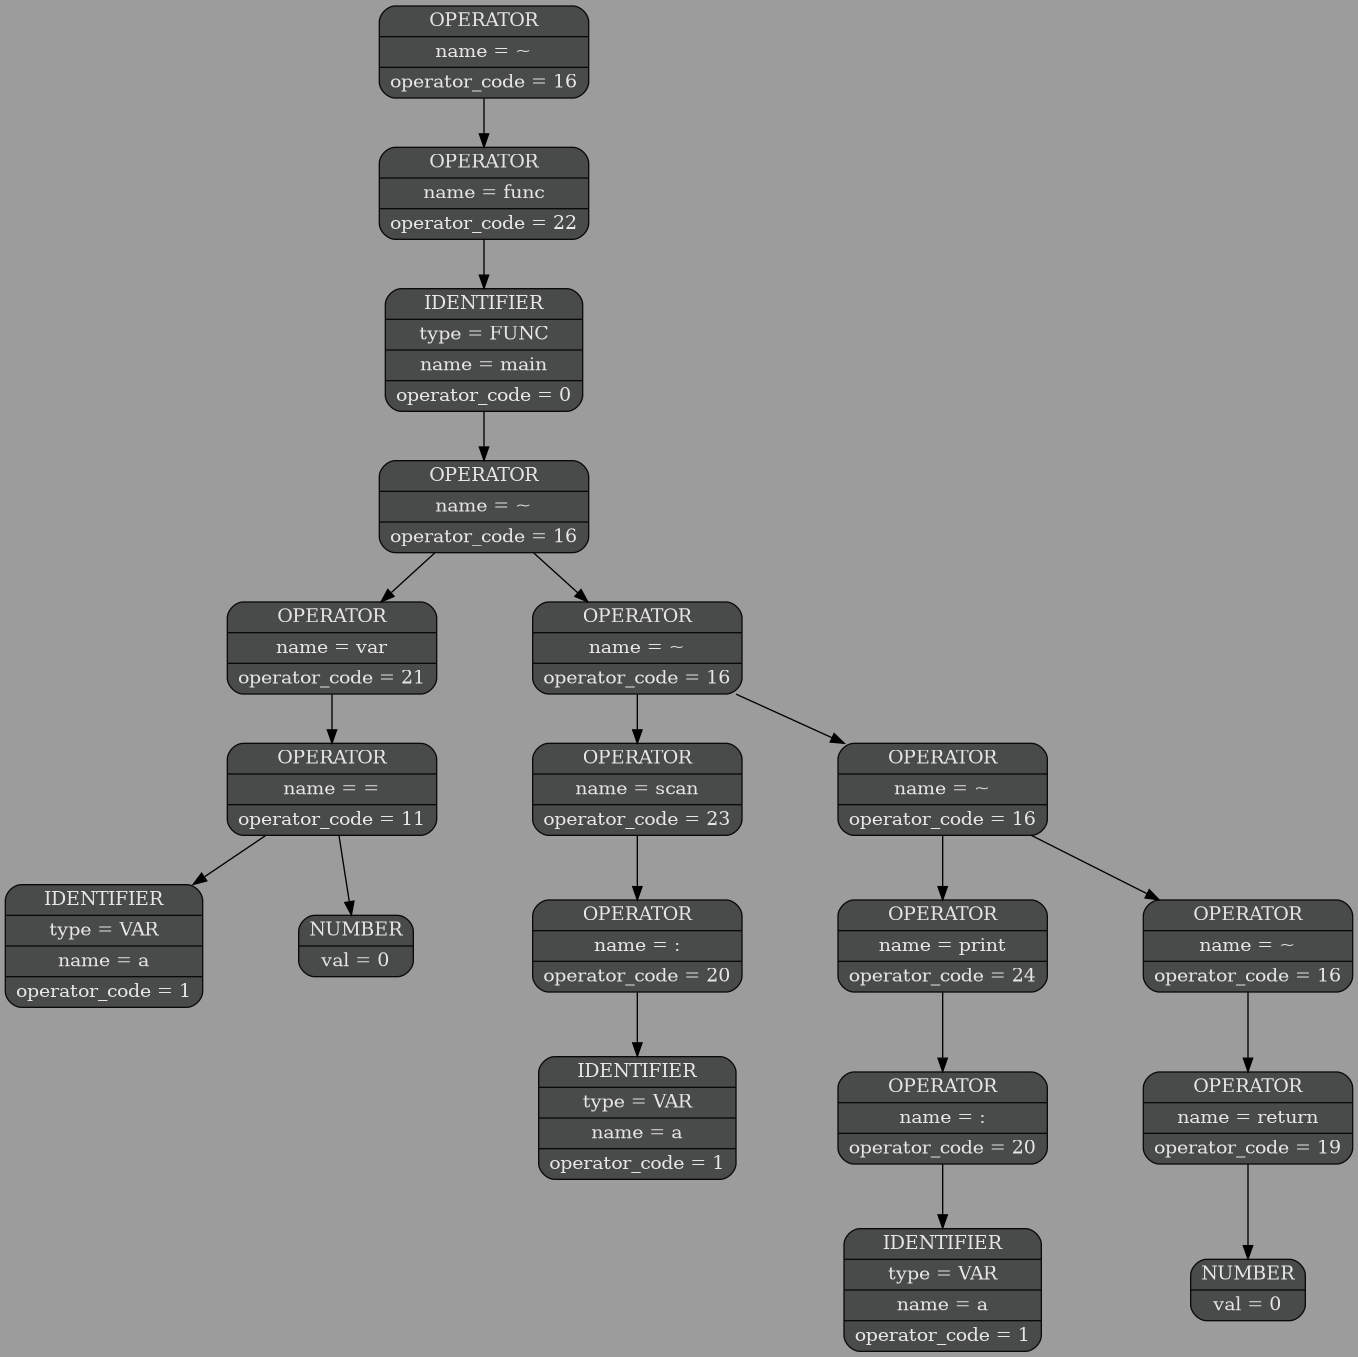 OPERATOR
name = ~
operator_code = 16
OPERATOR
name = func
operator_code = 22
IDENTIFIER
type = FUNC
name = main
operator_code = 0
OPERATOR
name = ~
operator_code = 16
OPERATOR
name = var
operator_code = 21
OPERATOR
name = ~
operator_code = 16
OPERATOR
name = =
operator_code = 11
OPERATOR
name = scan
operator_code = 23
OPERATOR
name = ~
operator_code = 16
IDENTIFIER
type = VAR
name = a
operator_code = 1
NUMBER
val = 0
OPERATOR
name = :
operator_code = 20
OPERATOR
name = print
operator_code = 24
OPERATOR
name = ~
operator_code = 16
IDENTIFIER
type = VAR
name = a
operator_code = 1
OPERATOR
name = :
operator_code = 20
OPERATOR
name = return
operator_code = 19
IDENTIFIER
type = VAR
name = a
operator_code = 1
NUMBER
val = 0